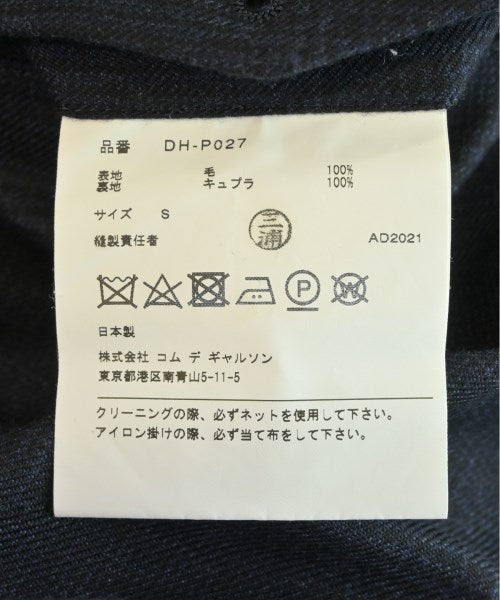 品番 DH-P027
表地 毛 100%
裏地 キュプラ 100%
サイズ S
縫製責任者 三浦 AD2021
P W
日本製
株式会社 コム デ ギャルソン
東京都港区南青山5-11-5
クリーニングの際、必ずネットを使用して下さい。
アイロン掛けの際、必ず当て布をして下さい。